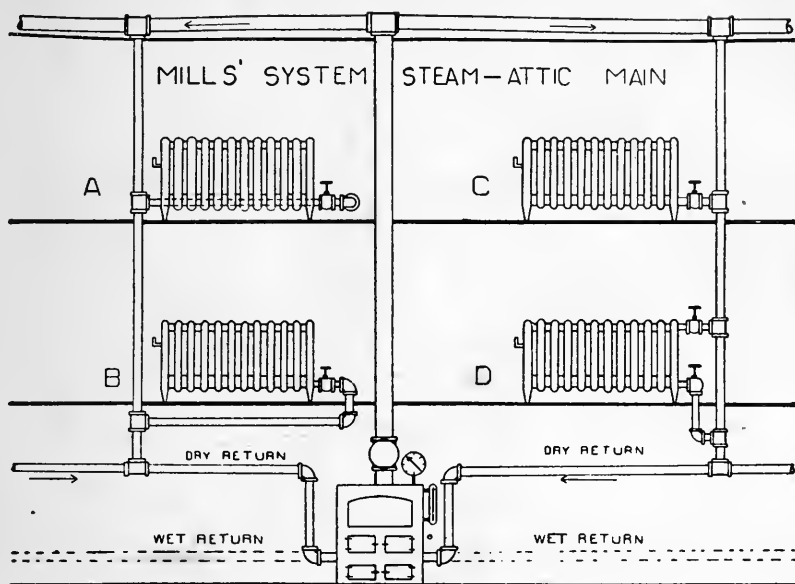 MILLS' SYSTEM STEAM-ATTIC MAIN
A
C
B
D
DRY RETURN
DRY RETURN
WET RETURN
WET RETURN